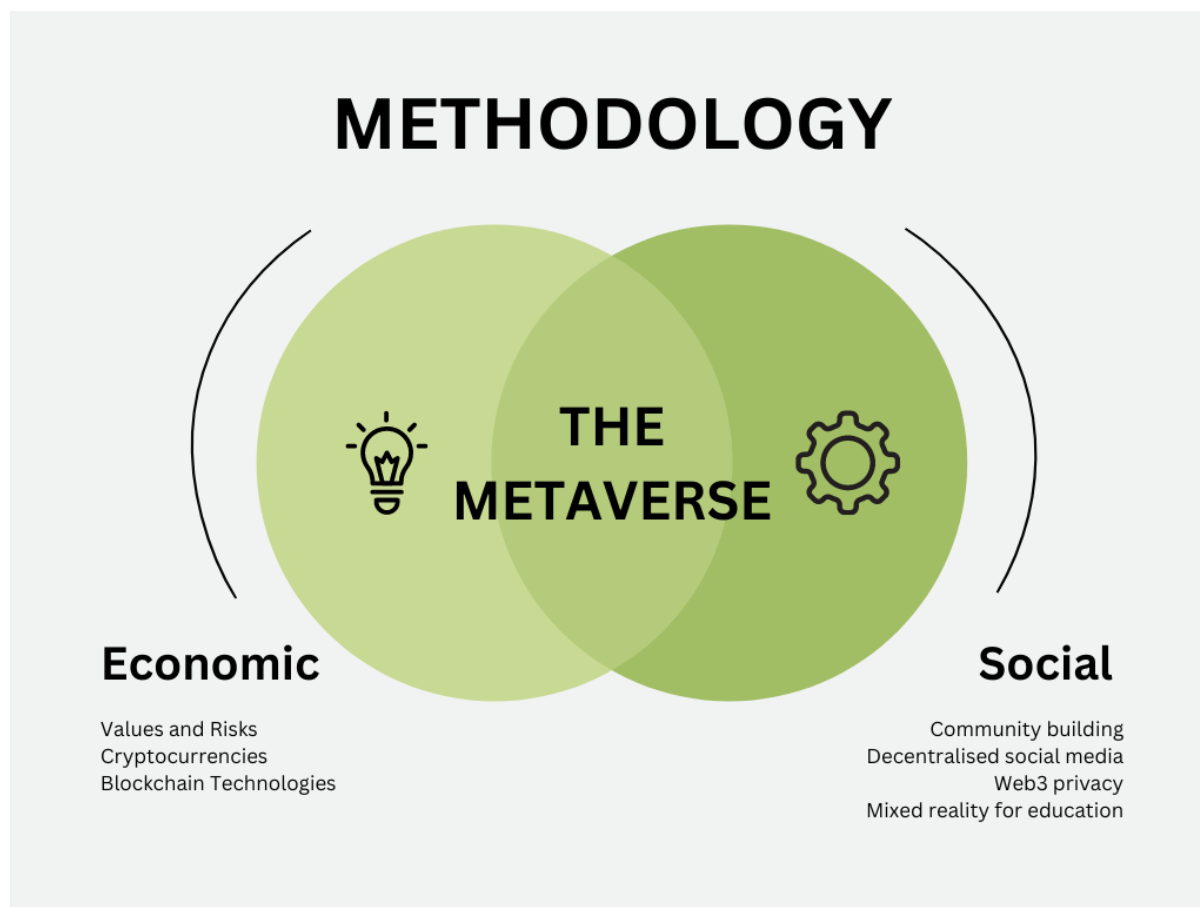 METHODOLOGY
THE
METAVERSE
Economic
Values and Risks
Cryptocurrencies
Blockchain Technologies
Social
Community building
Decentralised social media
Web3 privacy
Mixed reality for education